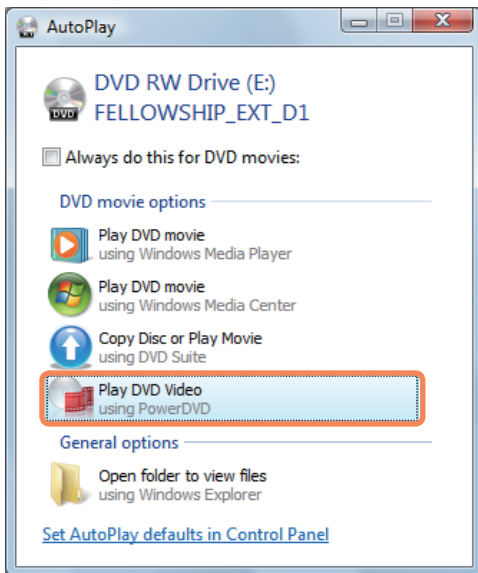 AutoPlay
DVD RW Drive (E:)
FELLOWSHIP_EXT_D1
DVD
Always do this for DVD movies:
DVD movie options
Play DVD movie
using Windows Media Player
Play DVD movie
using Windows Media Center
Copy Disc or Play Movie
using DVD Suite
Play DVD Video
using PowerDVD
General options
Open folder to view files
using Windows Explorer
Set AutoPlay defaults in Control Panel